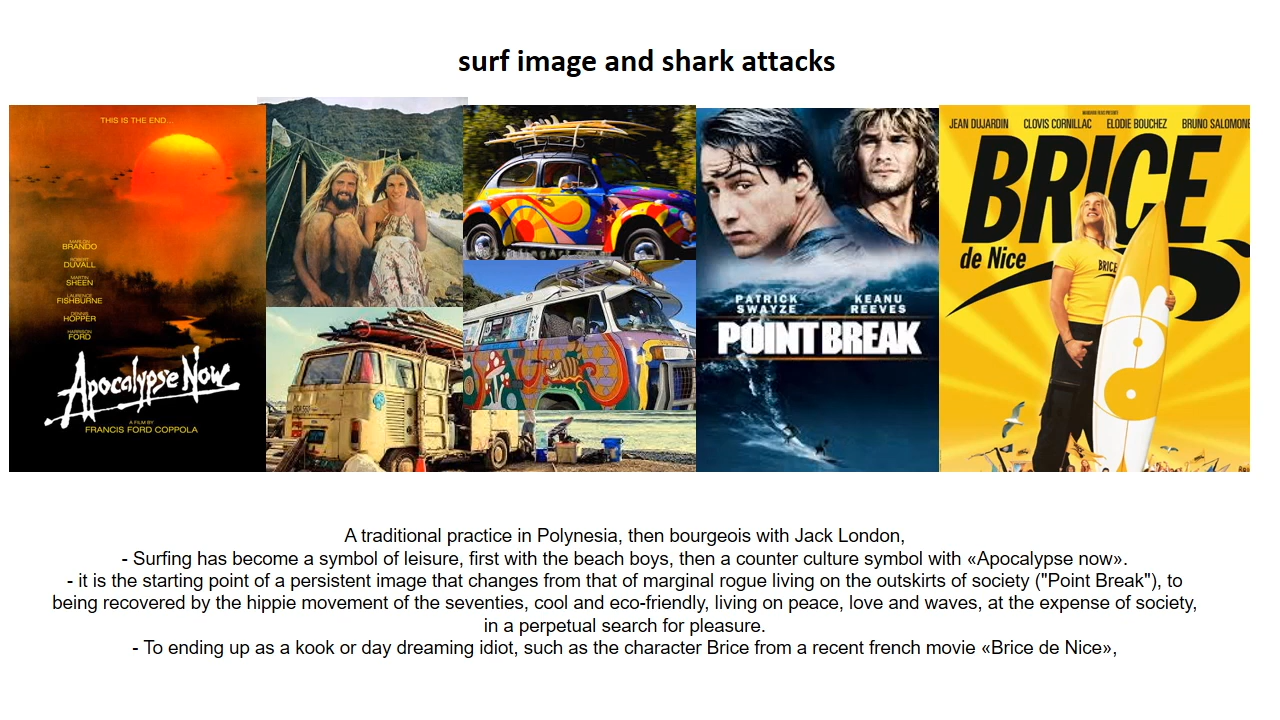 surf image and shark attacks
THIS IS THE END...
MARLON
BRANDO
ROBERT
DUVALL
MARTIN
SHEEN
LAURENCE
FISHBURNE
DENNIS
HOPPER
HARRISON
FORD
Apocalypse Now
A FILM BY
FRANCIS FORD COPPOLA
PATRICK SWAYZE KEANU REEVES
POINT BREAK
JEAN DUJARDIN CLOVIS CORNILLAC ELODIE BOUCHEZ BRUNO SALOMONE
BRICE
de Nice
BRICE
A traditional practice in Polynesia, then bourgeois with Jack London,
- Surfing has become a symbol of leisure, first with the beach boys, then a counter culture symbol with «Apocalypse now».
- it is the starting point of a persistent image that changes from that of marginal rogue living on the outskirts of society ("Point Break"), to
being recovered by the hippie movement of the seventies, cool and eco-friendly, living on peace, love and waves, at the expense of society,
in a perpetual search for pleasure.
- To ending up as a kook or day dreaming idiot, such as the character Brice from a recent french movie «Brice de Nice»,